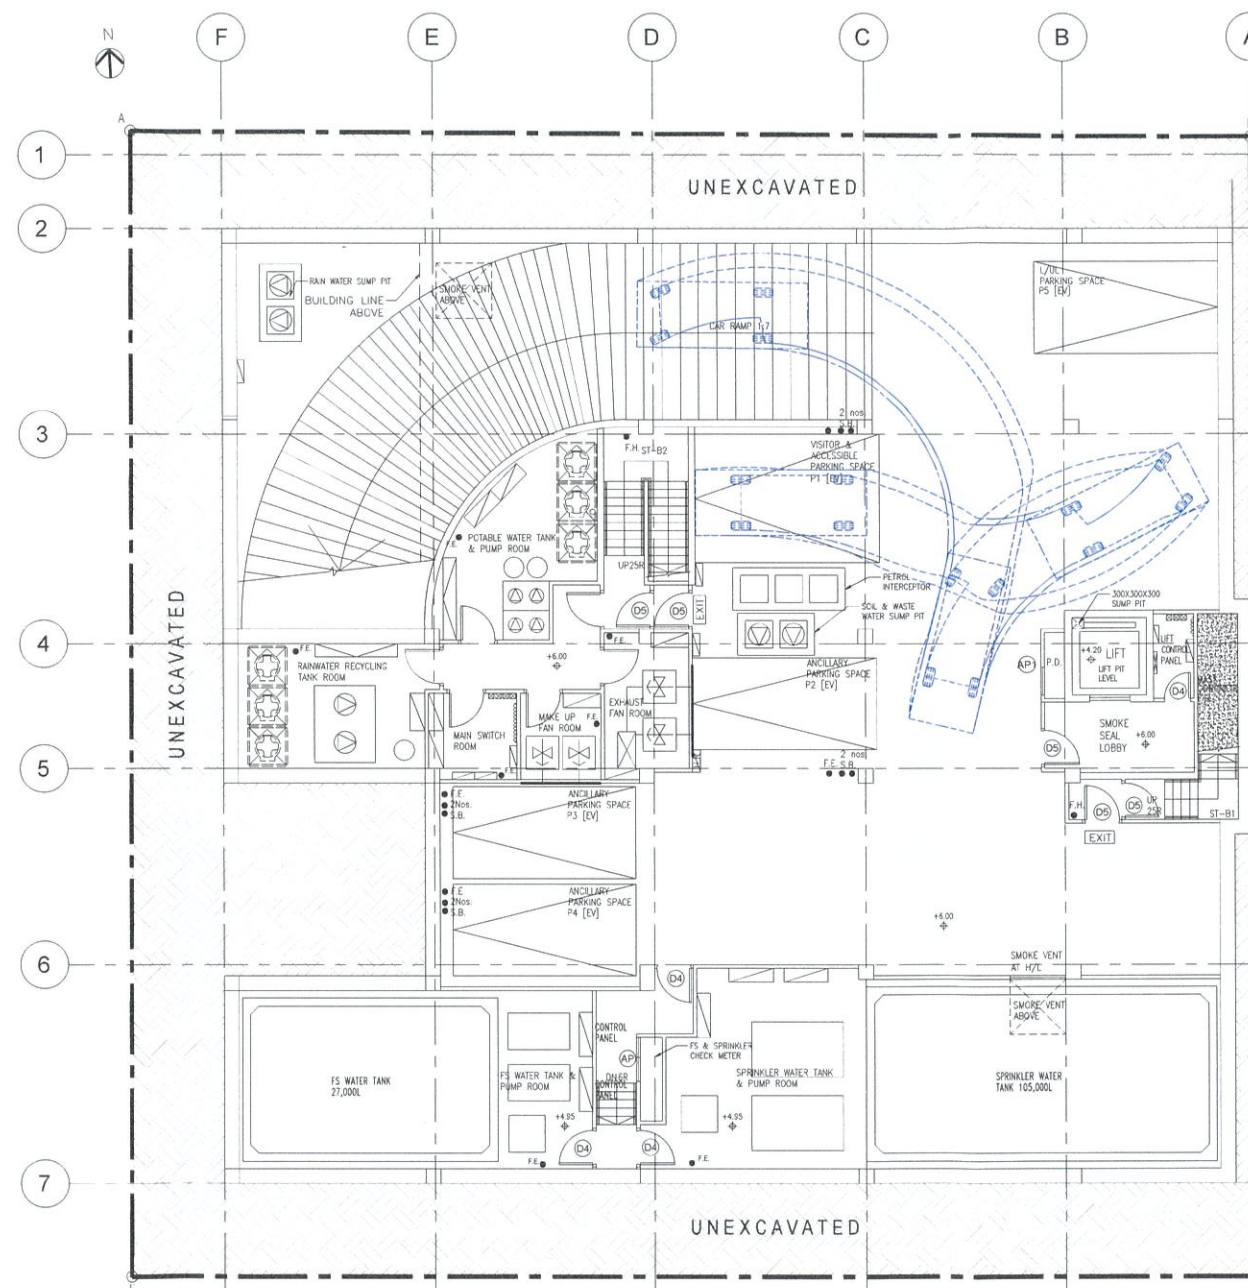 N
F
E
D
C
B
A
A
1
UNEXCAVATED
2
RAIN WATER SUMP PIT
BUILDING LINE
ABOVE
SMOKE VENT
ABOVE
CAR RAMP 1:7
PARKING SPACE
P5 [EV]
3
2 nos.
S.B.
F.H.
ST-B2
VISITOR &
ACCESSIBLE
PARKING SPACE
P1 [EV]
F.E.
POTABLE WATER TANK
& PUMP ROOM
UP25R
PETROL
INTERCEPTOR
SOIL & WASTE
WATER SUMP PIT
D5
D5
EXIT
300X300X300
SUMP PIT
UNEXCAVATED
4
F.E.
F.E.
RAINWATER RECYCLING
TANK ROOM
+6.00
ANCILLARY
PARKING SPACE
P2 [EV]
AP1
P.D.
+4.20
LIFT
LIFT PIT
LEVEL
LIFT
CONTROL
PANEL
D4
MAIN SWITCH
ROOM
MAKE UP
FAN ROOM
F.E.
EXHAUST
FAN ROOM
SMOKE
SEAL
LOBBY
+6.00
D5
5
F.E.
2 nos
F.E. S.B.
F.E.
2Nos.
S.B.
ANCILLARY
PARKING SPACE
P3 [EV]
F.H.
D5
D5
UP
25R
ST-B1
EXIT
F.E.
2Nos.
S.B.
ANCILLARY
PARKING SPACE
P4 [EV]
+6.00
6
D4
SMOKE VENT
AT H/L
SMOKE VENT
ABOVE
CONTROL
PANEL
FS & SPRINKLER
CHECK METER
AP
FS WATER TANK
27,000L
FS WATER TANK &
PUMP ROOM
DN 6R
CONTROL
PANEL
SPRINKLER WATER TANK
& PUMP ROOM
SPRINKLER WATER
TANK 105,000L
+4.95
+4.95
D4
D4
F.E.
F.E.
7
UNEXCAVATED